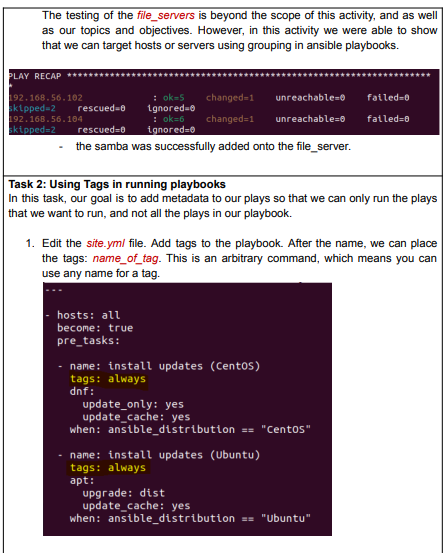 The testing of the file_servers is beyond the scope of this activity, and as well
as our topics and objectives. However, in this activity we were able to show
that we can target hosts or servers using grouping in ansible playbooks.
PLAY RECAP *********************************************************************
*
192.168.56.102 : ok=5 changed=1 unreachable=0 failed=0
skipped=2 rescued=0 ignored=0
192.168.56.104 : ok=6 changed=1 unreachable=0 failed=0
skipped=2 rescued=0 ignored=0
- the samba was successfully added onto the file_server.
Task 2: Using Tags in running playbooks
In this task, our goal is to add metadata to our plays so that we can only run the plays
that we want to run, and not all the plays in our playbook.
1. Edit the site.yml file. Add tags to the playbook. After the name, we can place
the tags: name_of_tag. This is an arbitrary command, which means you can
use any name for a tag.
---
- hosts: all
become: true
pre_tasks:
- name: install updates (CentOS)
tags: always
dnf:
update_only: yes
update_cache: yes
when: ansible_distribution == "CentOS"
- name: install updates (Ubuntu)
tags: always
apt:
upgrade: dist
update_cache: yes
when: ansible_distribution == "Ubuntu"